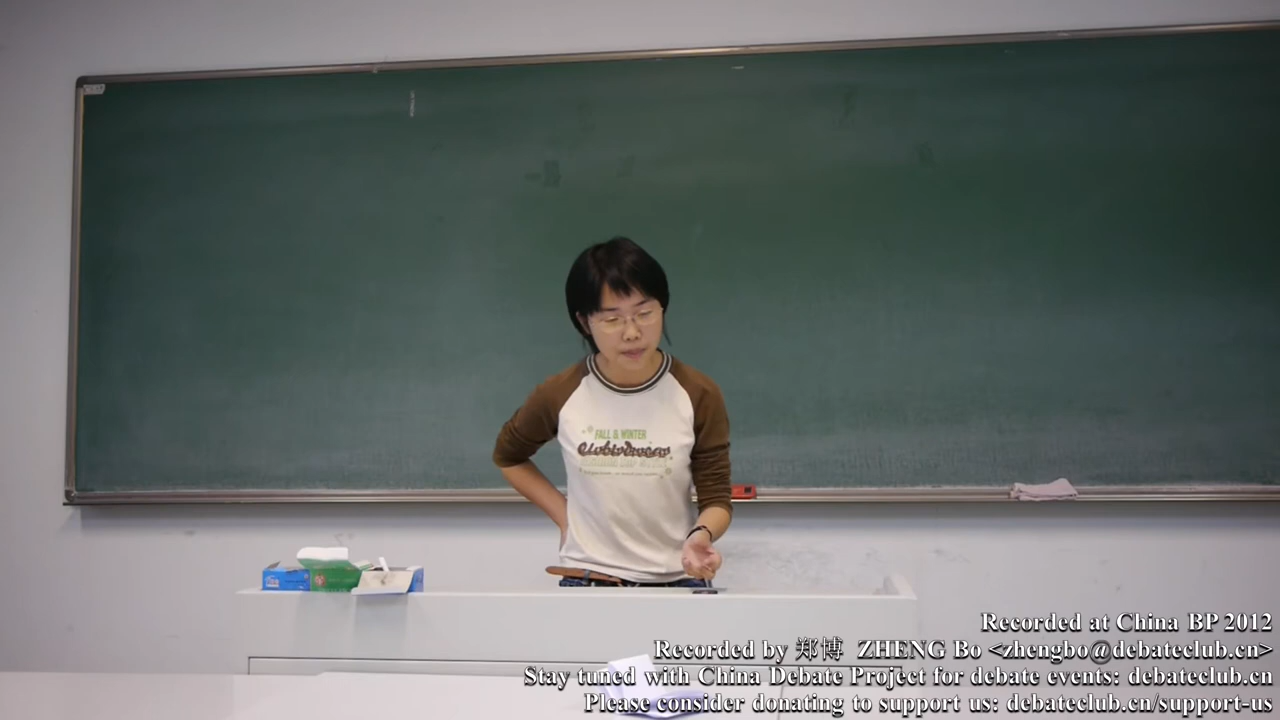 FALL & WINTER
Recorded at China BP 2012
Recorded by 郑博 ZHENG Bo <zhengbo@debateclub.cn>
Stay tuned with China Debate Project for debate events: debateclub.cn
Please consider donating to support us: debateclub.cn/support-us